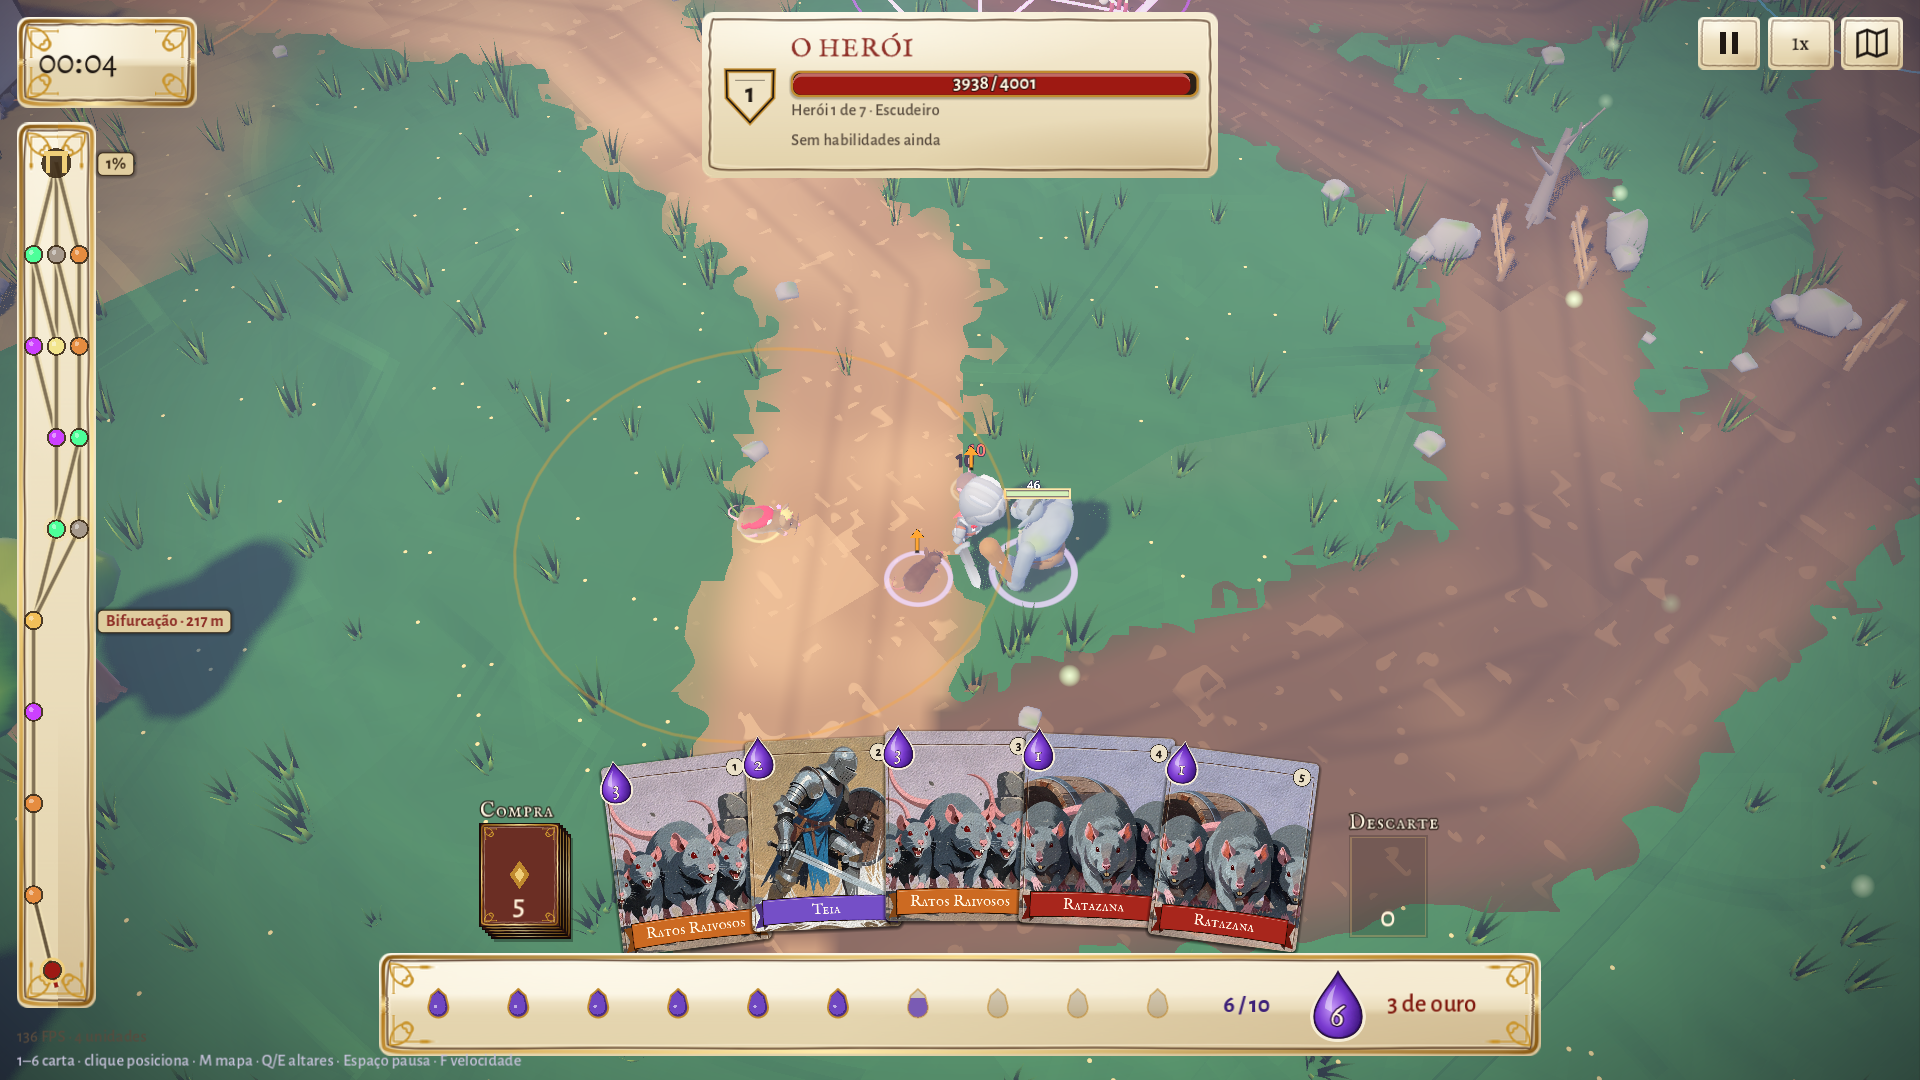 00:04
O HERÓI
1
3938 / 4001
Herói 1 de 7 · Escudeiro
Sem habilidades ainda
1x
1%
46
Bifurcação · 217 m
Compra
5
3
1
Ratos Raivosos
2
2
Teia
3
3
Ratos Raivosos
1
4
Ratazana
1
5
Ratazana
Descarte
0
6 / 10
6
3 de ouro
136 FPS
1–6 carta · clique posiciona · M mapa · Q/E altares · Espaço pausa · F velocidade